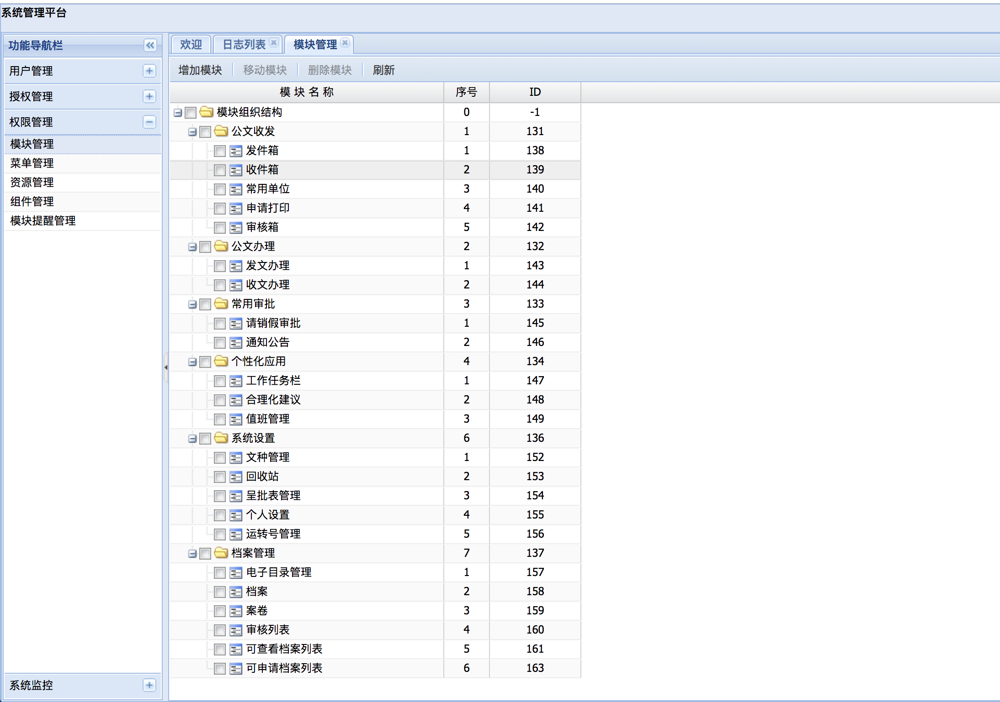 系统管理平台
功能导航栏
用户管理
授权管理
权限管理
模块管理
菜单管理
资源管理
组件管理
模块提醒管理
系统监控
欢迎 日志列表 模块管理
增加模块 移动模块 删除模块 刷新
模 块 名 称 序号 ID
模块组织结构 0 -1
公文收发 1 131
发件箱 1 138
收件箱 2 139
常用单位 3 140
申请打印 4 141
审核箱 5 142
公文办理 2 132
发文办理 1 143
收文办理 2 144
常用审批 3 133
请销假审批 1 145
通知公告 2 146
个性化应用 4 134
工作任务栏 1 147
合理化建议 2 148
值班管理 3 149
系统设置 6 136
文种管理 1 152
回收站 2 153
呈批表管理 3 154
个人设置 4 155
运转号管理 5 156
档案管理 7 137
电子目录管理 1 157
档案 2 158
案卷 3 159
审核列表 4 160
可查看档案列表 5 161
可申请档案列表 6 163